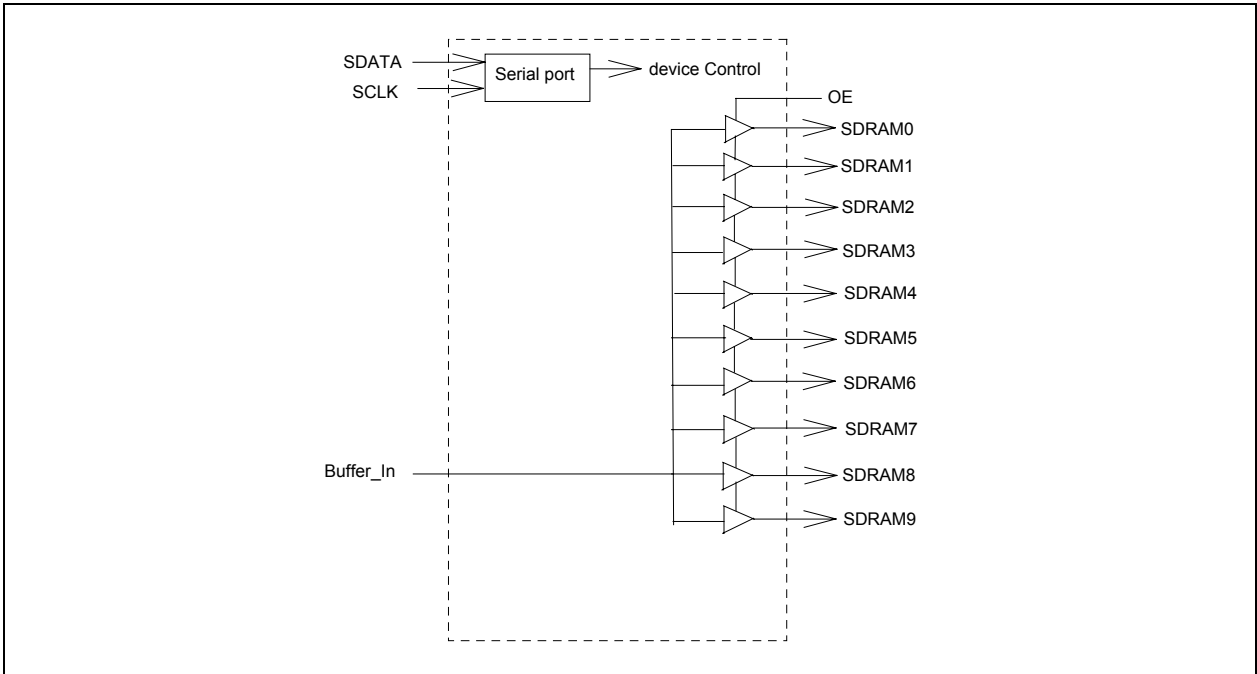 SDATA
SCLK
Serial port
device Control
OE
SDRAM0
SDRAM1
SDRAM2
SDRAM3
SDRAM4
SDRAM5
SDRAM6
SDRAM7
Buffer_In
SDRAM8
SDRAM9